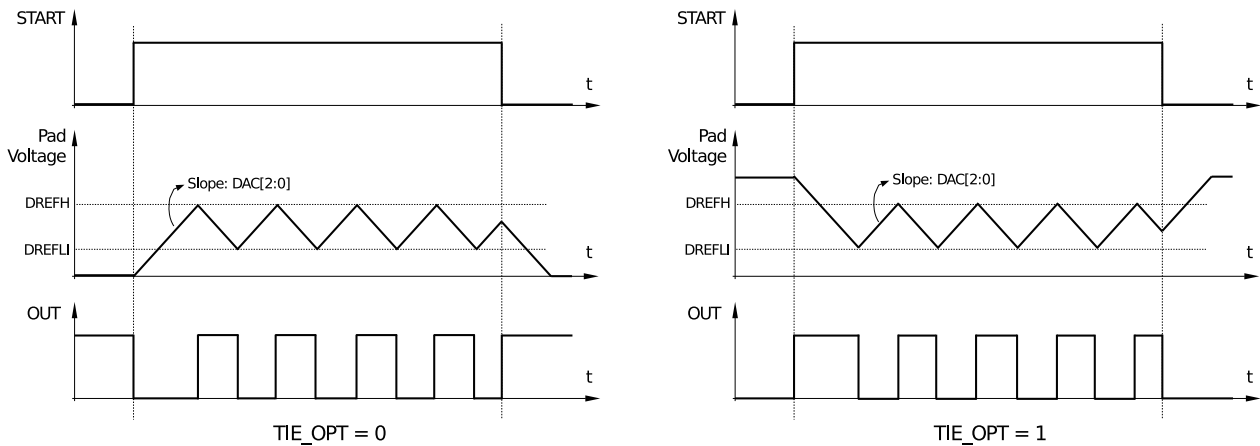 START
t
Pad
Voltage
Slope: DAC[2:0]
DREFH
DREFLI
t
OUT
t
TIE_OPT = 0
START
t
Pad
Voltage
Slope: DAC[2:0]
DREFH
DREFLI
t
OUT
t
TIE_OPT = 1